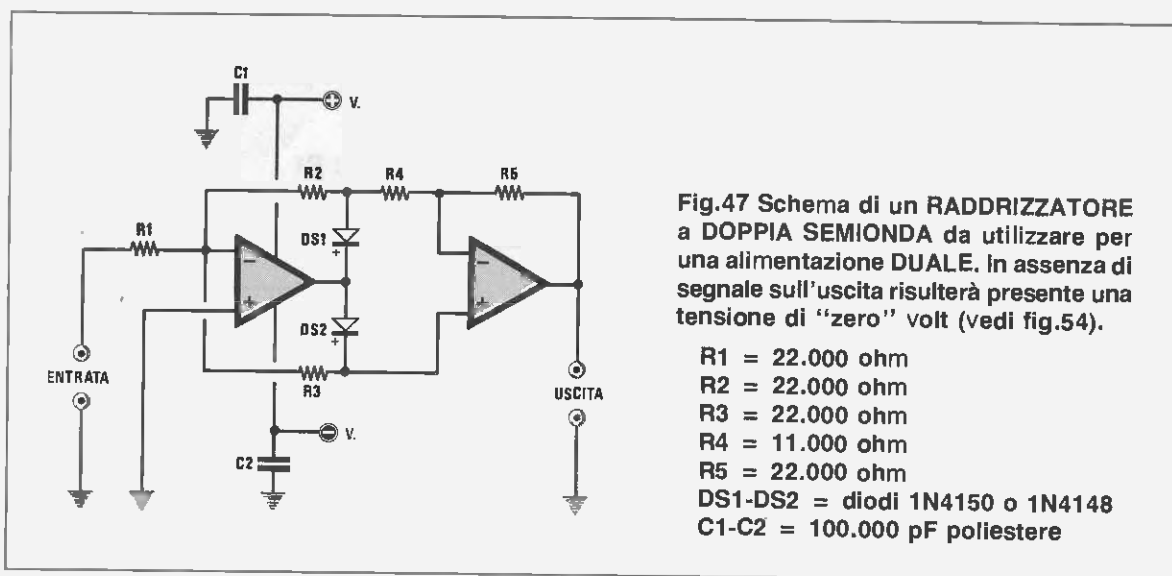 C1
V.
R2
R4
R5
R1
DS1
DS2
ENTRATA
R3
USCITA
V.
C2
Fig.47 Schema di un RADDRIZZATORE
a DOPPIA SEMIONDA da utilizzare per
una alimentazione DUALE. In assenza di
segnale sull'uscita risulterà presente una
tensione di "zero" volt (vedi fig.54).
R1 = 22.000 ohm
R2 = 22.000 ohm
R3 = 22.000 ohm
R4 = 11.000 ohm
R5 = 22.000 ohm
DS1-DS2 = diodi 1N4150 o 1N4148
C1-C2 = 100.000 pF poliestere